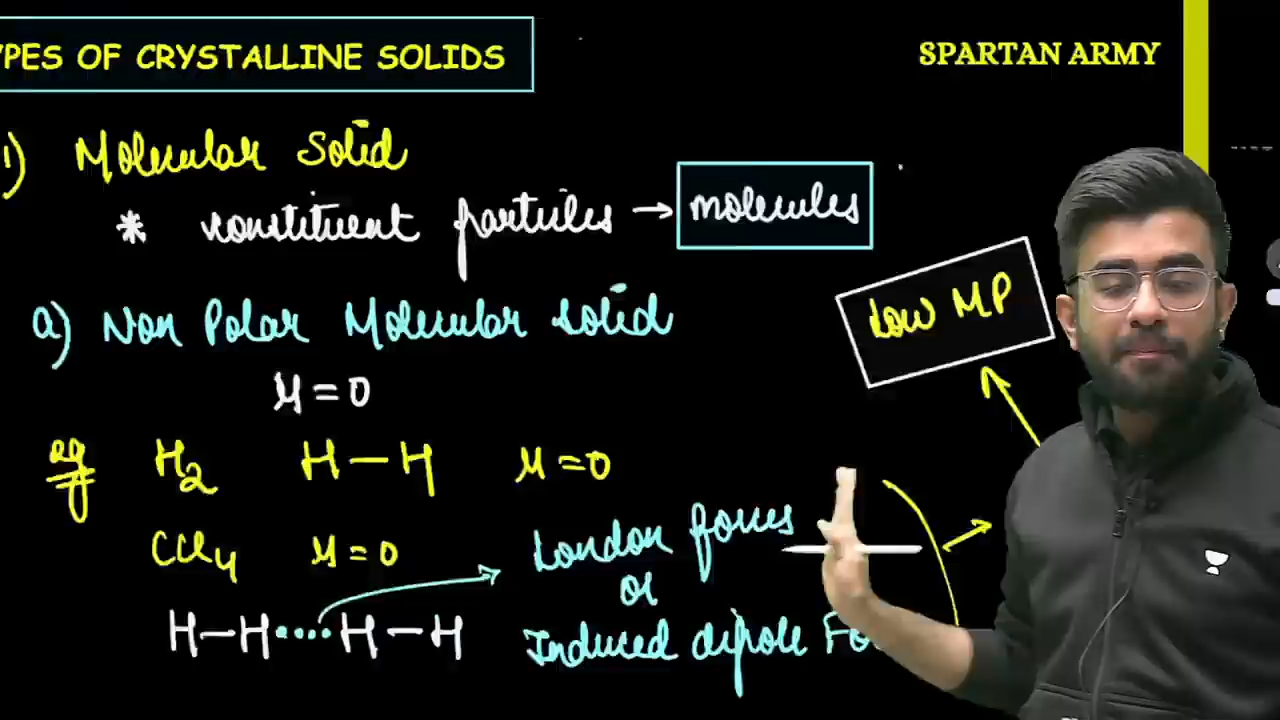 YPES OF CRYSTALLINE SOLIDS
SPARTAN ARMY
1) Molecular Solid
* constituent particles → molecules
a) Non Polar Molecular solid
Low MP
μ = 0
eg H2 H—H μ = 0
CCl4 μ = 0
London forces
or
H—H....H—H
Induced dipole Fo